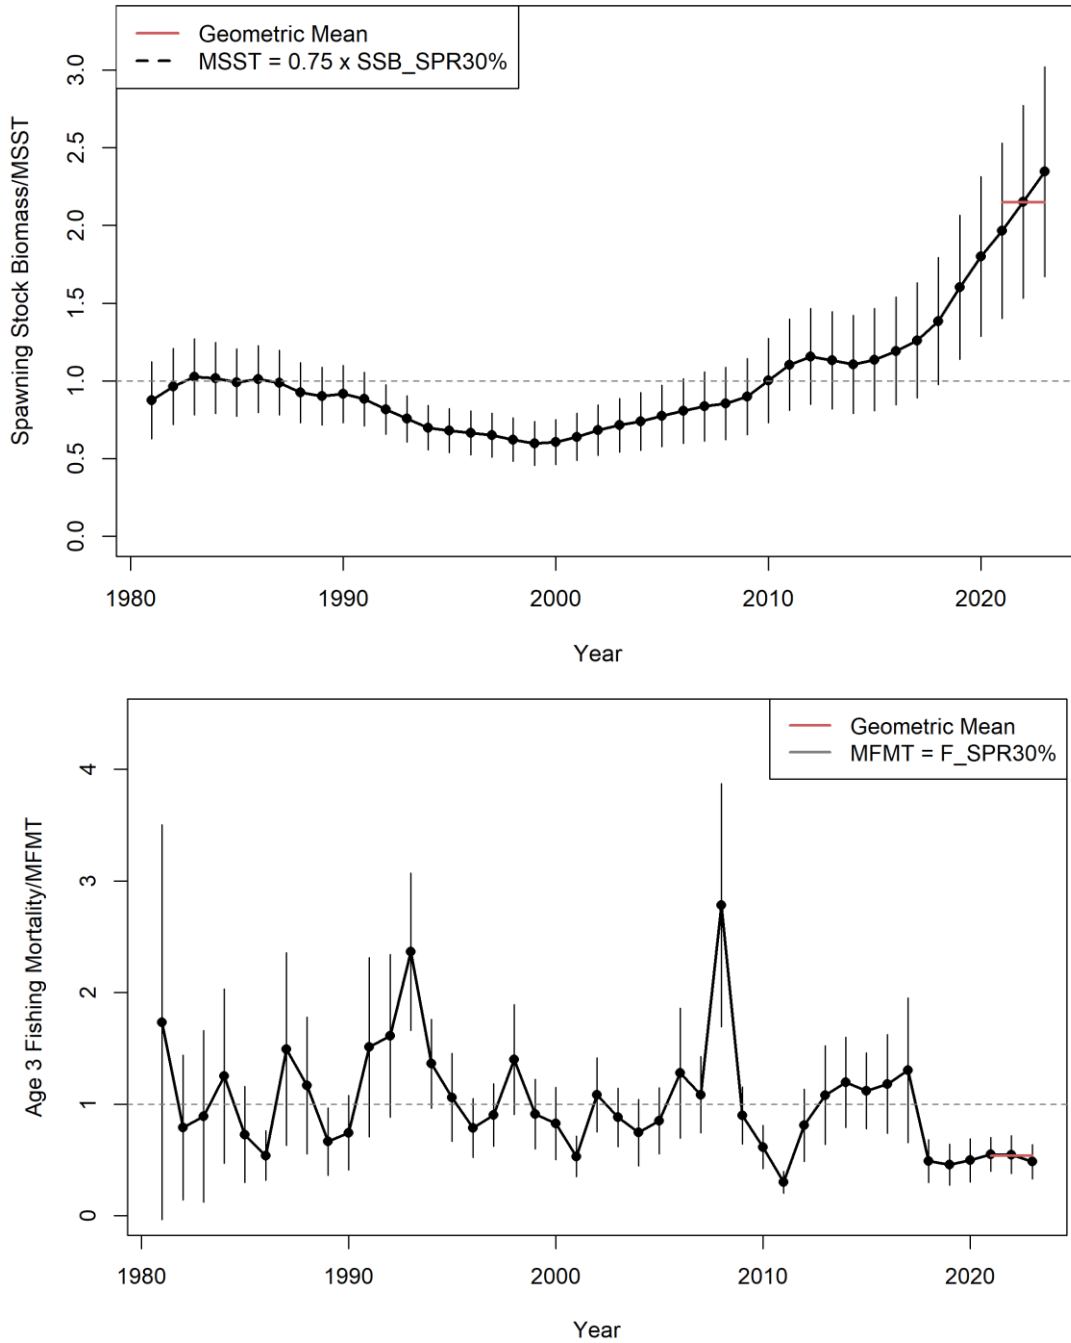 Geometric Mean
MSST = 0.75 x SSB_SPR30%
Spawning Stock Biomass/MSST
3.0
2.5
2.0
1.5
1.0
0.5
0.0
1980 1990 2000 2010 2020
Year
Geometric Mean
MFMT = F_SPR30%
Age 3 Fishing Mortality/MFMT
4
3
2
1
0
1980 1990 2000 2010 2020
Year